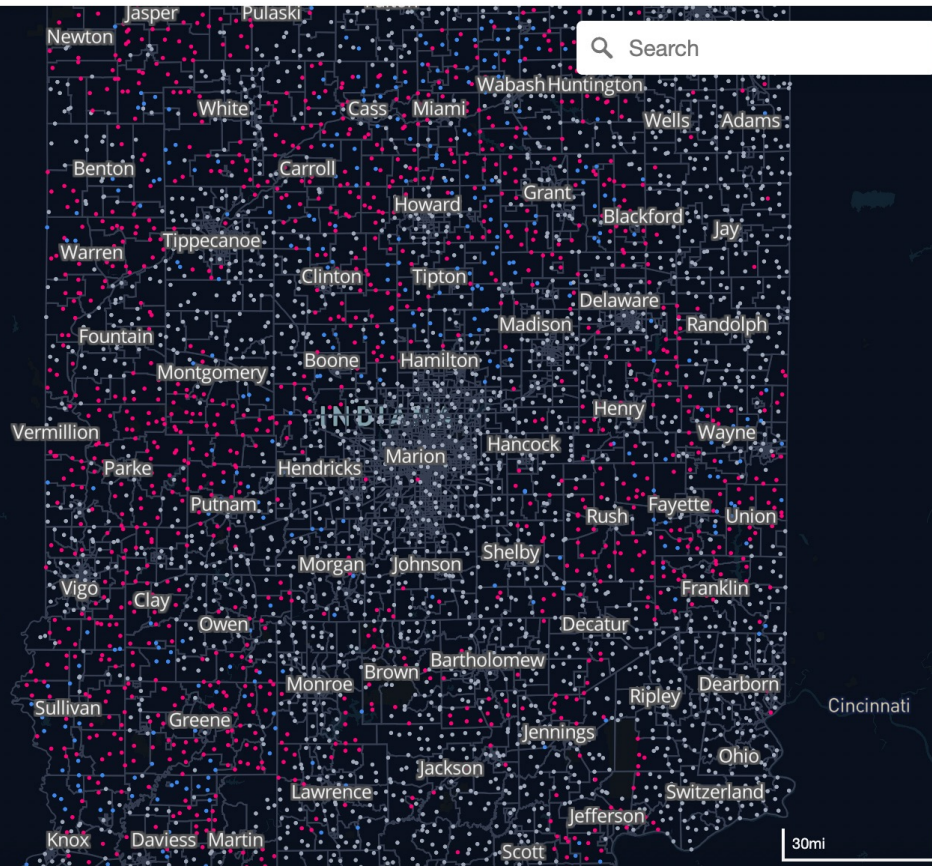 Jasper
Pulaski
Newton
Search
Wabash
Huntington
White
Cass
Miami
Wells
Adams
Benton
Carroll
Grant
Howard
Blackford
Jay
Tippecanoe
Warren
Clinton
Tipton
Delaware
Madison
Randolph
Fountain
Boone
Hamilton
Montgomery
Henry
Vermillion
Wayne
Hancock
Marion
Parke
Hendricks
Putnam
Fayette
Rush
Union
Shelby
Morgan
Johnson
Vigo
Franklin
Clay
Owen
Decatur
Bartholomew
Brown
Monroe
Dearborn
Ripley
Sullivan
Cincinnati
Greene
Jennings
Ohio
Jackson
Lawrence
Switzerland
Jefferson
Knox
Daviess
Martin
30mi
Scott